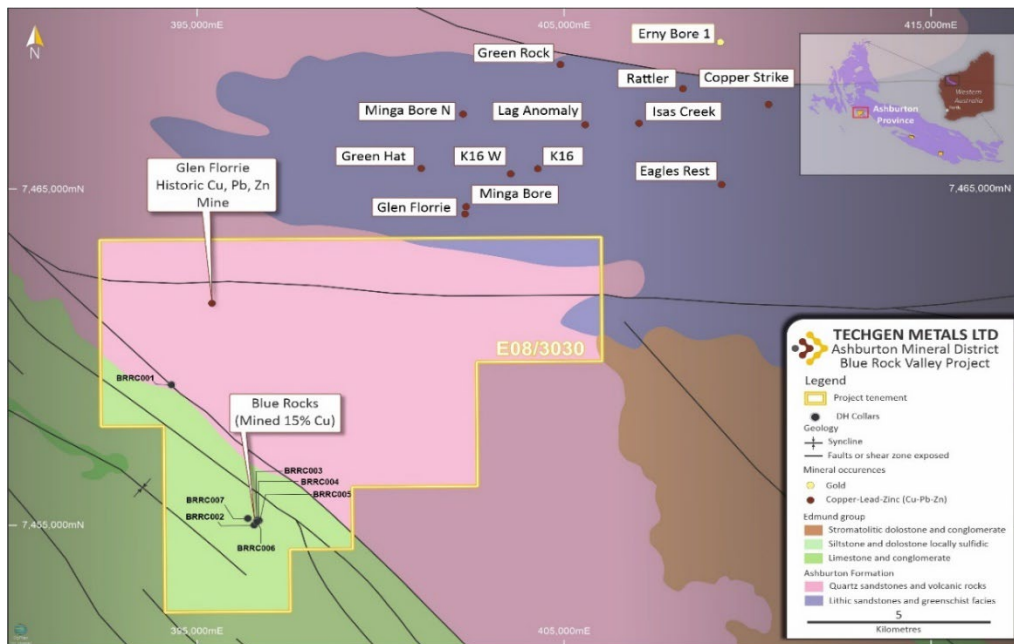 395,000mE
405,000mE
415,000mE
N
Erny Bore 1
Green Rock
Rattler
Copper Strike
Western
Australia
Ashburton
Province
Minga Bore N
Lag Anomaly
Isas Creek
Green Hat
K16 W
K16
Eagles Rest
Minga Bore
Glen Florrie
7,465,000mN
7,465,000mN
Glen Florrie
Historic Cu, Pb, Zn
Mine
E08/3030
BRRC001
Blue Rocks
(Mined 15% Cu)
BRRC003
BRRC004
BRRC005
BRRC007
BRRC002
BRRC006
7,455,000mN
395,000mE
405,000mE
TECHGEN METALS LTD
Ashburton Mineral District
Blue Rock Valley Project
Legend
Project tenement
DH Collars
Geology
Syncline
Faults or shear zone exposed
Mineral occurences
Gold
Copper-Lead-Zinc (Cu-Pb-Zn)
Edmund group
Stromatolitic dolostone and conglomerate
Siltstone and dolostone locally sulfidic
Limestone and conglomerate
Ashburton Formation
Quartz sandstones and volcanic rocks
Lithic sandstones and greenschist facies
5
Kilometres